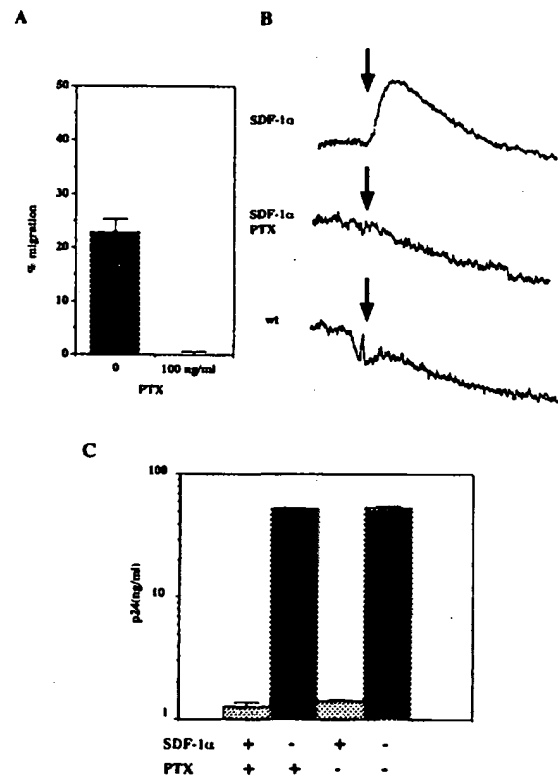 A
B
50
40
30
20
10
0
% migration
0
100 ng/ml
PTX
SDF-1α
SDF-1α
PTX
wt
C
100
10
1
p24(ng/ml)
SDF-1α + - + -
PTX + + - -